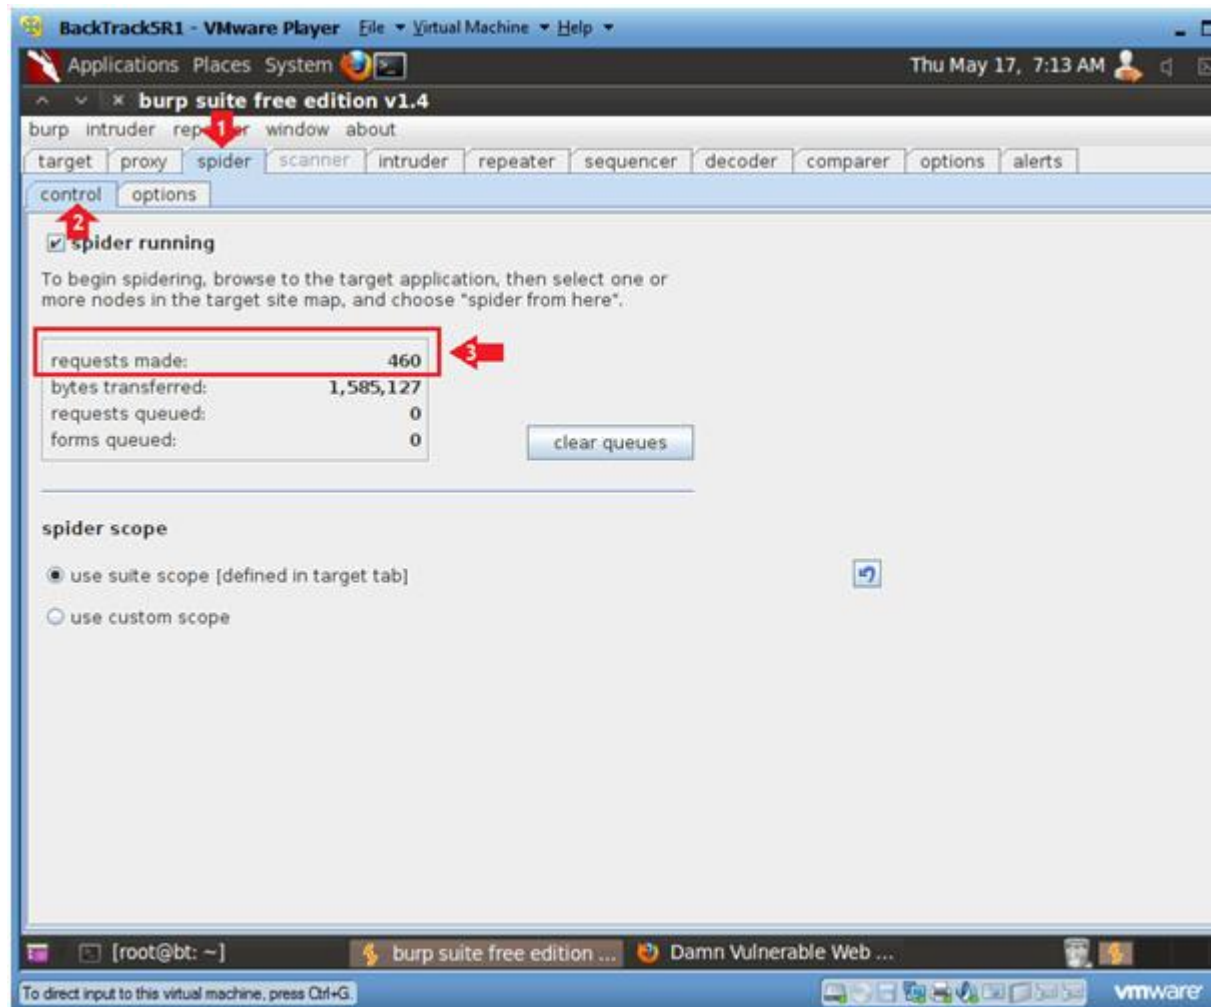 BackTrack5R1 - VMware Player File Virtual Machine Help
Applications Places System Thu May 17, 7:13 AM
burp suite free edition v1.4
burp intruder window about
1
target proxy spider scanner intruder repeater sequencer decoder comparer options alerts
control options
2
spider running
To begin spidering, browse to the target application, then select one or
more nodes in the target site map, and choose "spider from here".
requests made: 460 3
bytes transferred: 1,585,127
requests queued: 0
forms queued: 0
clear queues
spider scope
use suite scope [defined in target tab]
use custom scope
[root@bt: ~] burp suite free edition ... Damn Vulnerable Web ...
To direct input to this virtual machine, press Ctrl+G. vmware